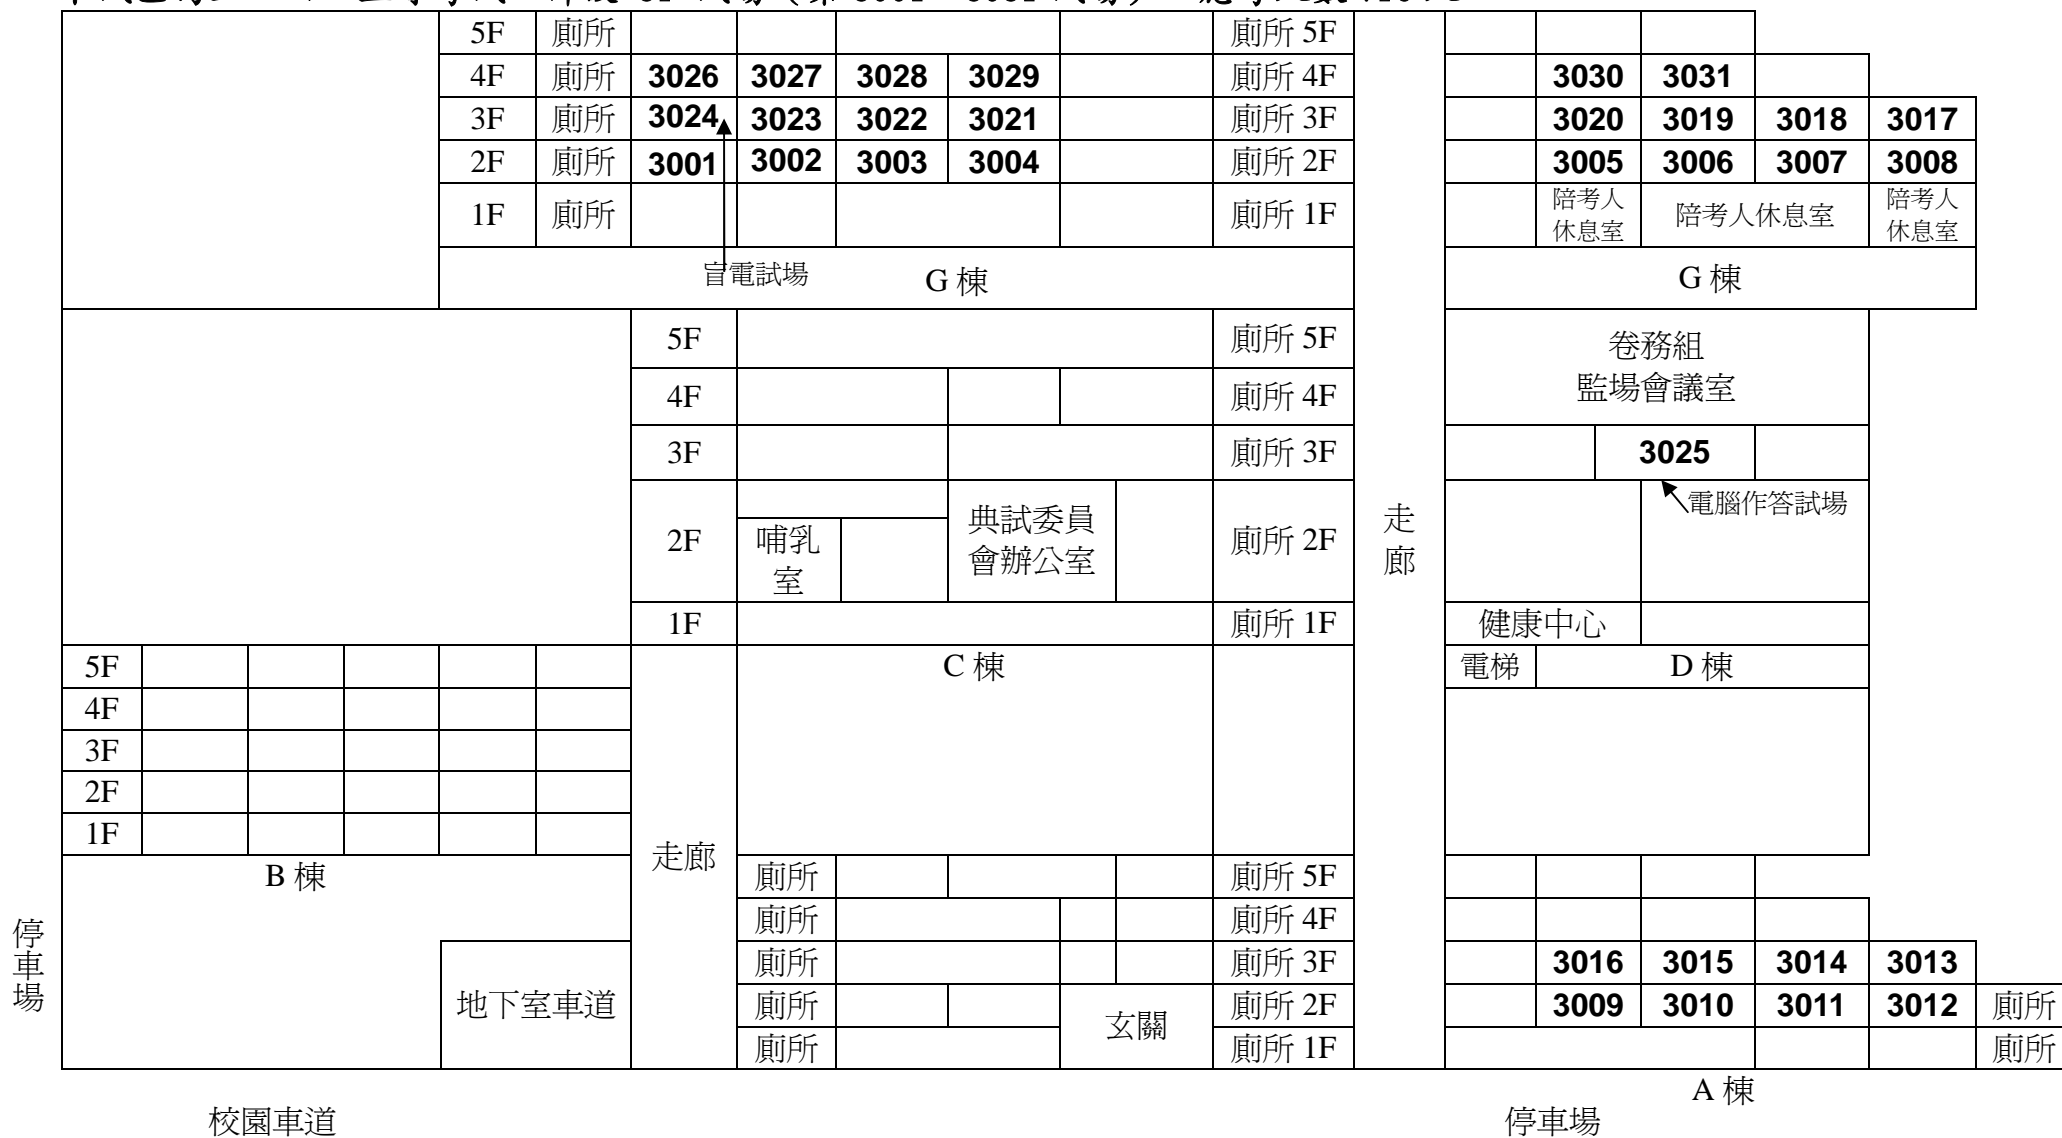 5F 廁所 廁所 5F
4F 廁所 3026 3027 3028 3029 廁所 4F 3030 3031
3F 廁所 3024 3023 3022 3021 廁所 3F 3020 3019 3018 3017
2F 廁所 3001 3002 3003 3004 廁所 2F 3005 3006 3007 3008
1F 廁所 廁所 1F 陪考人休息室 陪考人休息室 陪考人休息室
盲電試場 G 棟 G 棟
5F 廁所 5F 卷務組
監場會議室
4F 廁所 4F
3F 廁所 3F 3025
電腦作答試場
2F 哺乳室 典試委員會辦公室 廁所 2F 走廊
1F 廁所 1F 健康中心
5F C 棟 電梯 D 棟
4F
3F
2F
1F
走廊
B 棟 廁所 廁所 5F
停車場
廁所 廁所 4F
廁所 廁所 3F 3016 3015 3014 3013
地下室車道 廁所 玄關 廁所 2F 3009 3010 3011 3012 廁所
廁所 廁所 1F 廁所
A 棟
校園車道 停車場